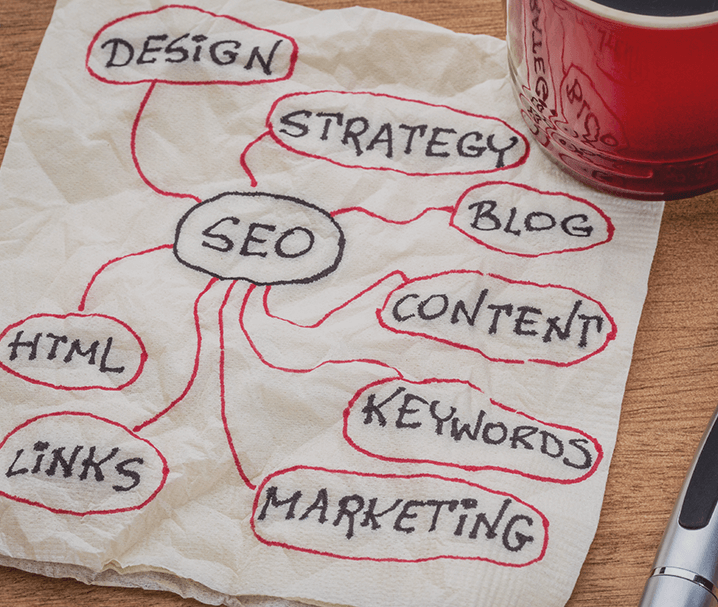 DESiGN
STRATEGY
BLOG
SEO
CONTENT
HTML
KEYWORDS
LiNKS
MARKETiNG